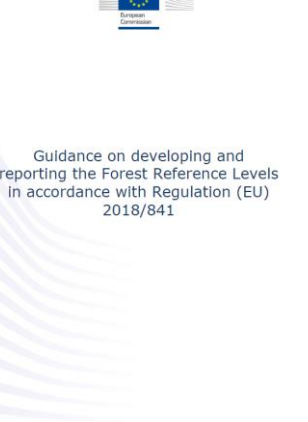 European
Commission
Guidance on developing and
reporting the Forest Reference Levels
in accordance with Regulation (EU)
2018/841